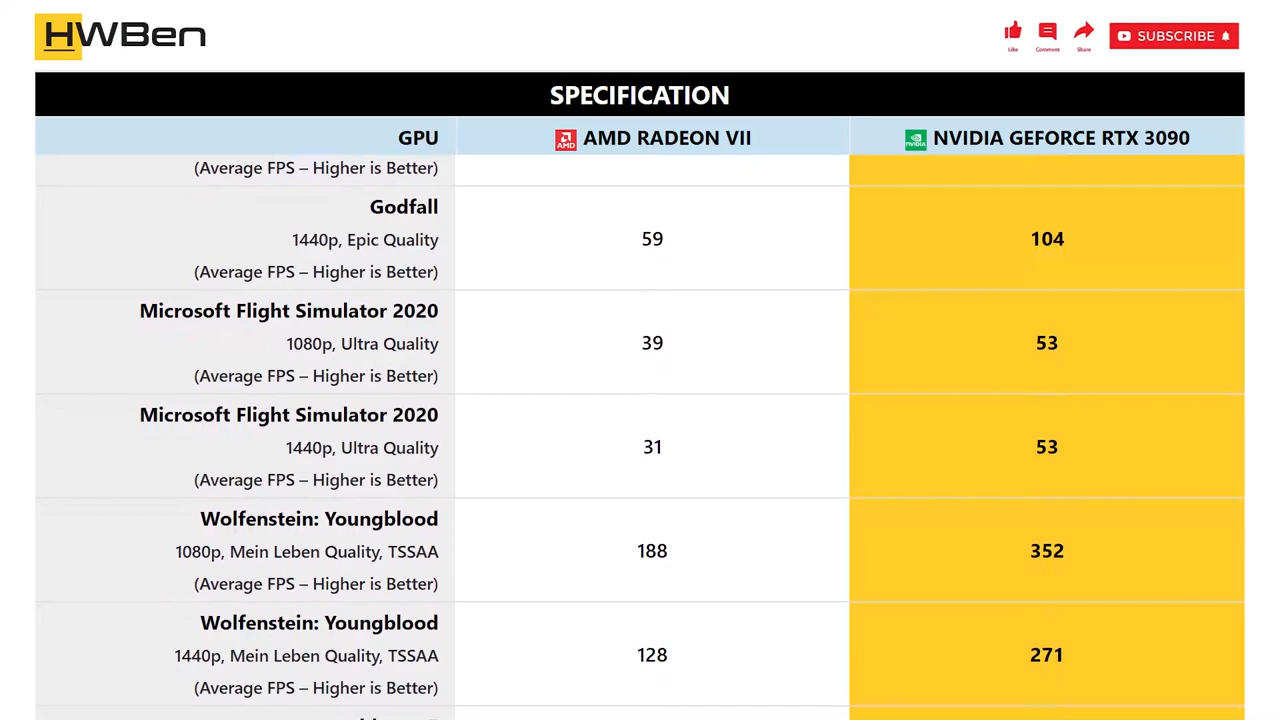 HWBen
Like
Comment
Share
SUBSCRIBE
SPECIFICATION
GPU
AMD AMD RADEON VII
NVIDIA NVIDIA GEFORCE RTX 3090
(Average FPS – Higher is Better)
Godfall
1440p, Epic Quality
(Average FPS – Higher is Better)
59
104
Microsoft Flight Simulator 2020
1080p, Ultra Quality
(Average FPS – Higher is Better)
39
53
Microsoft Flight Simulator 2020
1440p, Ultra Quality
(Average FPS – Higher is Better)
31
53
Wolfenstein: Youngblood
1080p, Mein Leben Quality, TSSAA
(Average FPS – Higher is Better)
188
352
Wolfenstein: Youngblood
1440p, Mein Leben Quality, TSSAA
(Average FPS – Higher is Better)
128
271